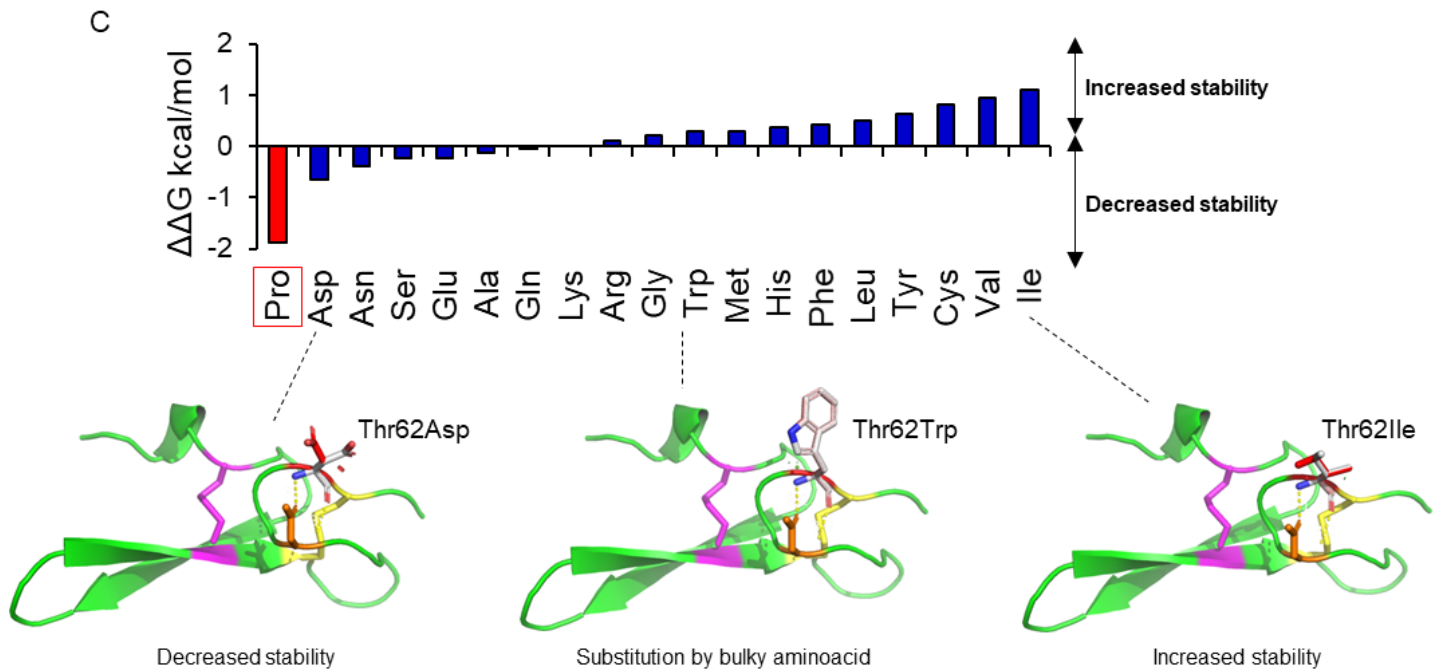 C
ΔΔG kcal/mol
2
1
0
-1
-2
Increased stability
Decreased stability
Pro Asp Asn Ser Glu Ala Gln Lys Arg Gly Trp Met His Phe Leu Tyr Cys Val Ile
Thr62Asp Thr62Trp Thr62Ile
Decreased stability Substitution by bulky aminoacid Increased stability